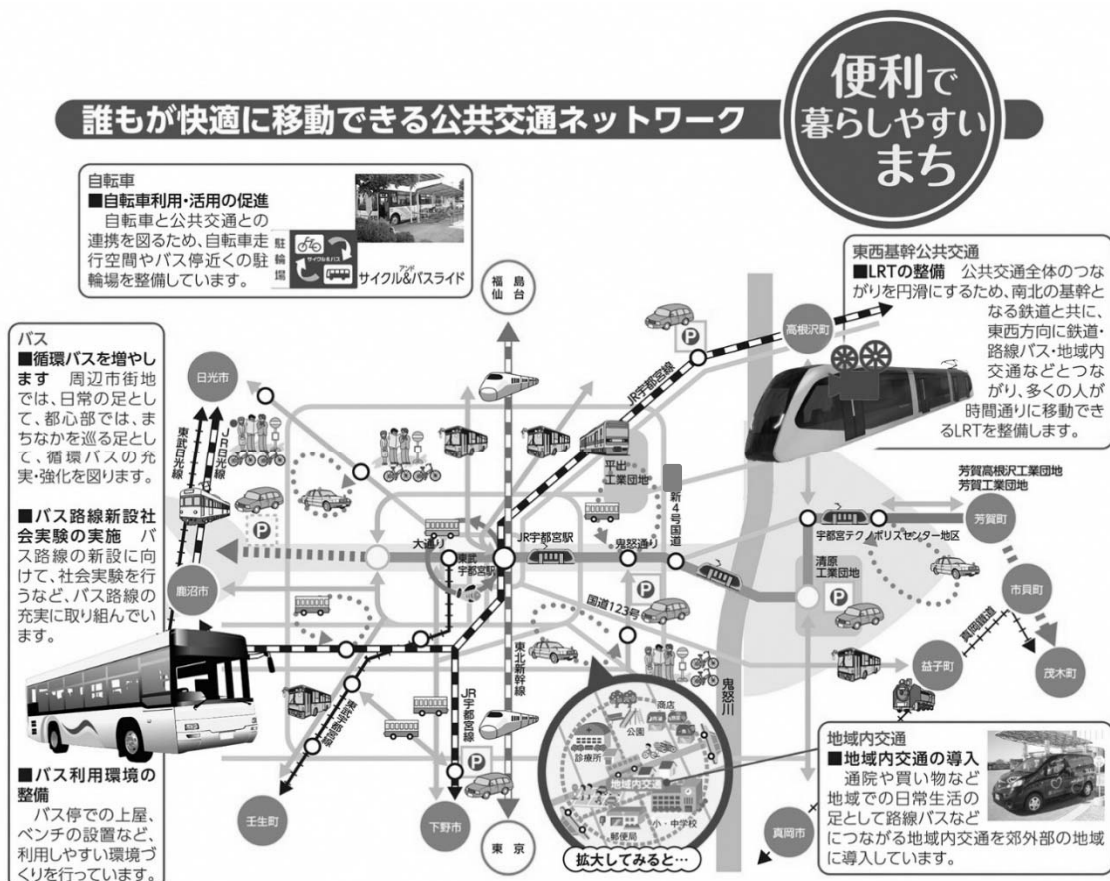 便利で
暮らしやすい
まち
誰もが快適に移動できる公共交通ネットワーク
自転車
■自転車利用・活用の促進
自転車と公共交通との
連携を図るため、自転車走
行空間やバス停近くの駐
輪場を整備しています。
駐輪場
サイクル&バス
アンド
サイクル&バスライド
東西基幹公共交通
■LRTの整備 公共交通全体のつな
がりを円滑にするため、南北の基幹と
なる鉄道と共に、
東西方向に鉄道・
路線バス・地域内
交通などとつな
がり、多くの人が
時間通りに移動でき
るLRTを整備します。
バス
■循環バスを増やし
ます 周辺市街地
では、日常の足とし
て、都心部では、ま
ちなかを巡る足とし
て、循環バスの充
実・強化を図ります。
■バス路線新設社
会実験の実施 バ
ス路線の新設に向
けて、社会実験を行
うなど、バス路線の
充実に取り組んでい
ます。
■バス利用環境の
整備
バス停での上屋、
ベンチの設置など、
利用しやすい環境づ
くりを行っています。
福島
仙台
高根沢町
日光市
P
JR宇都宮線
東武日光線
JR日光線
平出
工業団地
新4号国道
芳賀高根沢工業団地
芳賀工業団地
芳賀町
P
大通り
東武
宇都宮駅
JR宇都宮駅
鬼怒通り
宇都宮テクノポリスセンター地区
清原
工業団地
P
鹿沼市
P
国道123号
市貝町
真岡鐵道
益子町
茂木町
東北新幹線
JR宇都宮線
東武宇都宮線
鬼怒川
P
壬生町
下野市
東京
真岡市
商店
公園
診療所
地域内交通
小・中学校
郵便局
拡大してみると…
地域内交通
■地域内交通の導入
通院や買い物など
地域での日常生活の
足として路線バスなど
につながる地域内交通を郊外部の地域
に導入しています。